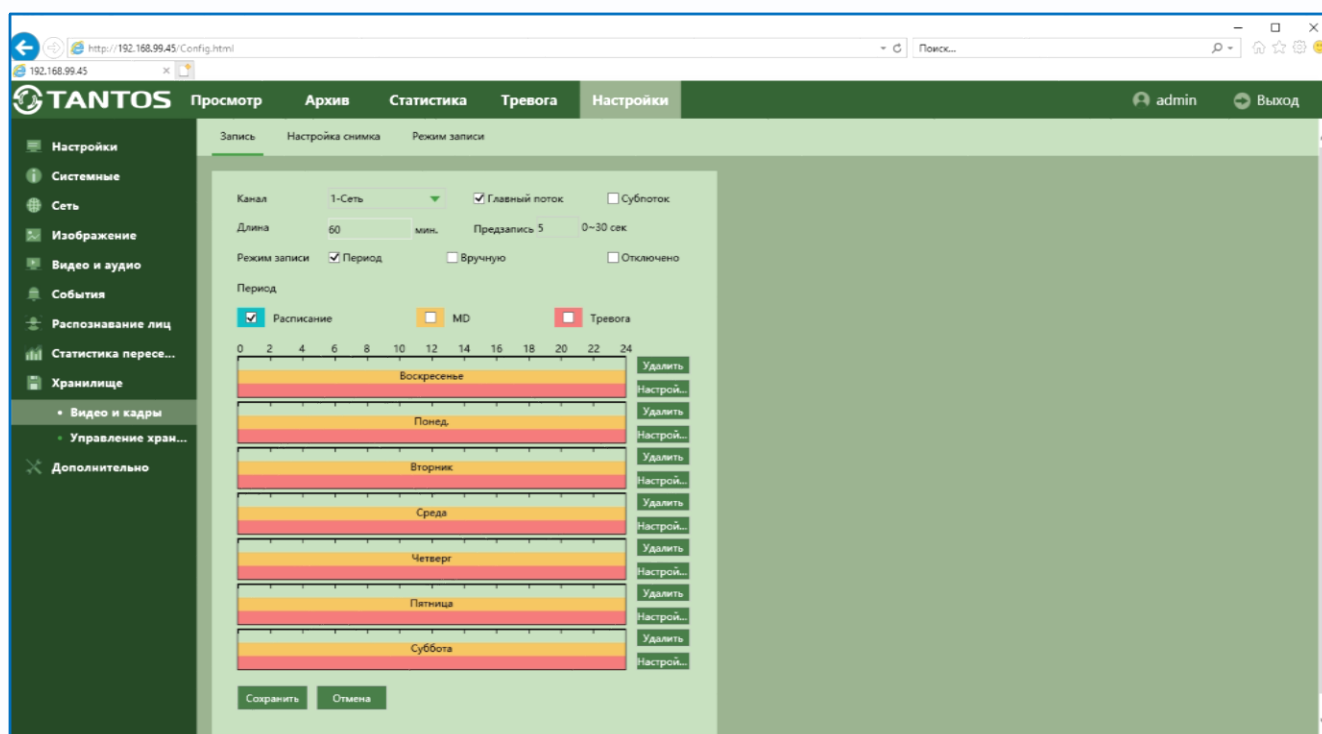 http://192.168.99.45/Config.html
Поиск...
192.168.99.45
TANTOS
Просмотр Архив Статистика Тревога Настройки
admin Выход
Настройки
Системные
Сеть
Изображение
Видео и аудио
События
Распознавание лиц
Статистика пересе...
Хранилище
Видео и кадры
Управление хран...
Дополнительно
Запись Настройка снимка Режим записи
Канал 1-Сеть Главный поток Субпоток
Длина 60 мин. Предзапись 5 0~30 сек
Режим записи Период Вручную Отключено
Период
Расписание MD Тревога
0 2 4 6 8 10 12 14 16 18 20 22 24
Воскресенье
Удалить
Настрой...
Понед.
Удалить
Настрой...
Вторник
Удалить
Настрой...
Среда
Удалить
Настрой...
Четверг
Удалить
Настрой...
Пятница
Удалить
Настрой...
Суббота
Удалить
Настрой...
Сохранить Отмена